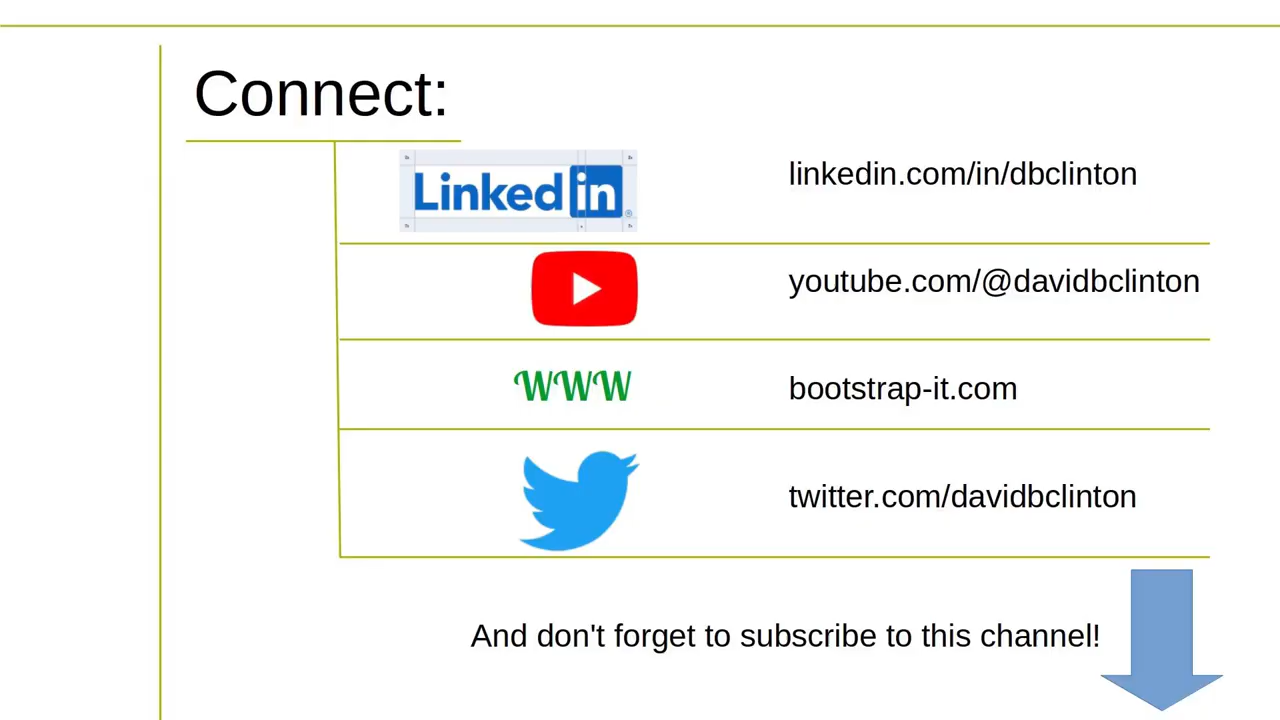 Connect:
Linkedin
linkedin.com/in/dbclinton
youtube.com/@davidbclinton
WWW
bootstrap-it.com
twitter.com/davidbclinton
And don't forget to subscribe to this channel!